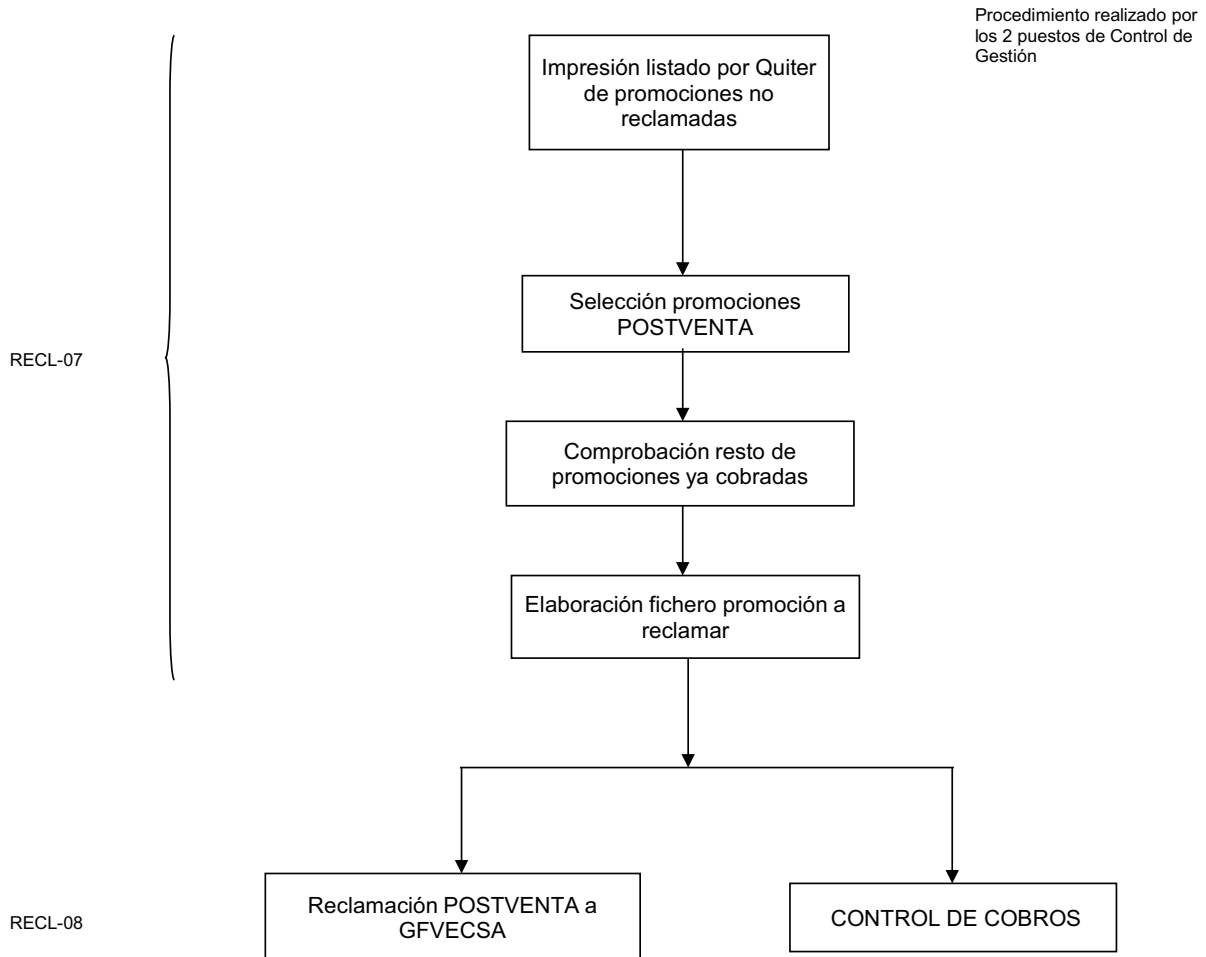 Procedimiento realizado por
los 2 puestos de Control de
Gestión
Impresión listado por Quiter
de promociones no
reclamadas
Selección promociones
POSTVENTA
RECL-07
Comprobación resto de
promociones ya cobradas
Elaboración fichero promoción a
reclamar
Reclamación POSTVENTA a
GFVECSA
CONTROL DE COBROS
RECL-08